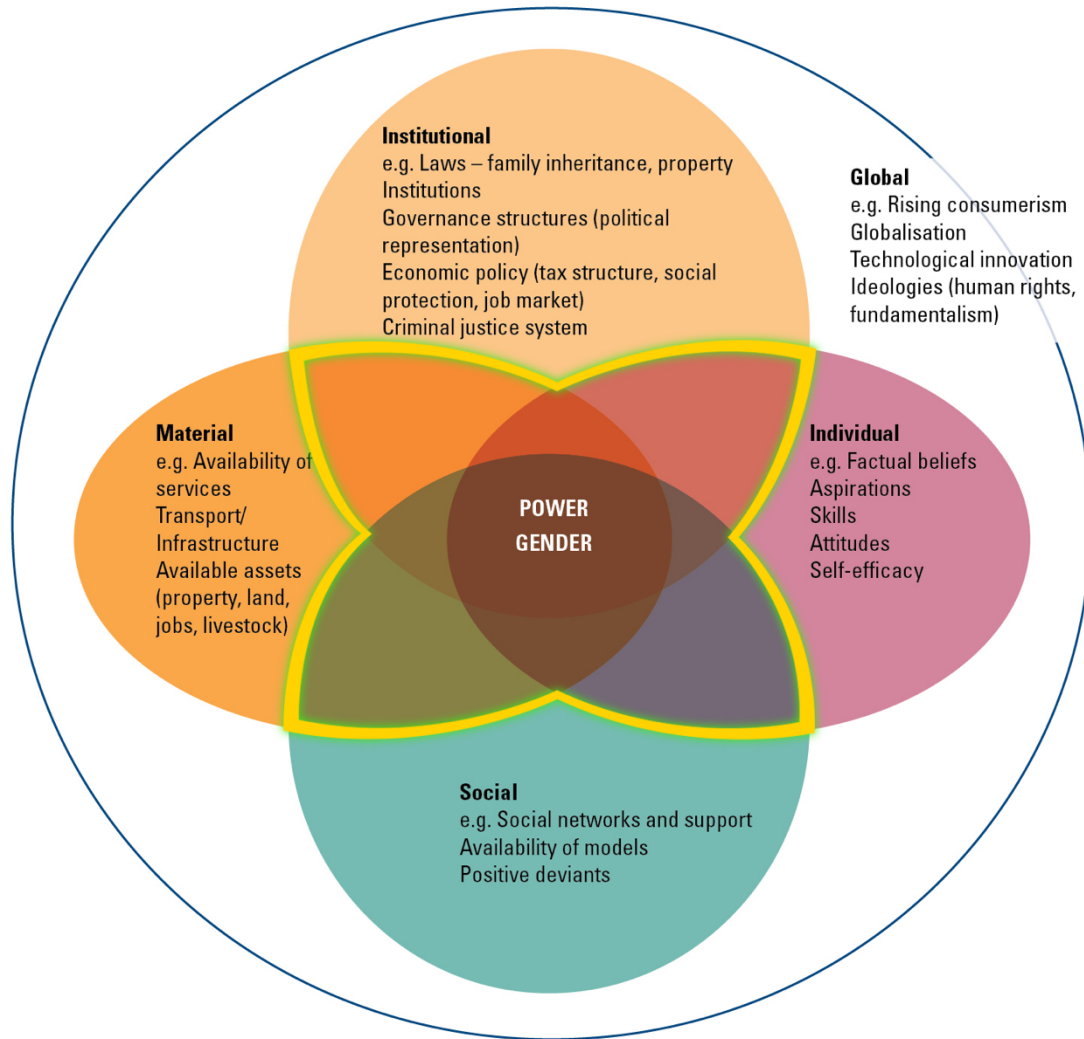 Institutional
e.g. Laws – family inheritance, property
Institutions
Governance structures (political
representation)
Economic policy (tax structure, social
protection, job market)
Criminal justice system
Global
e.g. Rising consumerism
Globalisation
Technological innovation
Ideologies (human rights,
fundamentalism)
Material
e.g. Availability of
services
Transport/
Infrastructure
Available assets
(property, land,
jobs, livestock)
POWER
GENDER
Individual
e.g. Factual beliefs
Aspirations
Skills
Attitudes
Self-efficacy
Social
e.g. Social networks and support
Availability of models
Positive deviants